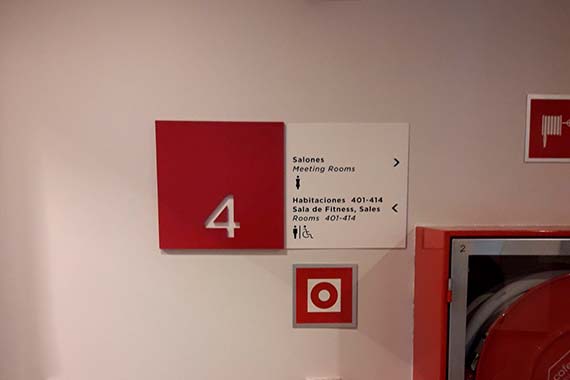 4
Salones
Meeting Rooms
Habitaciones 401-414
Sala de Fitness, Sales
Rooms 401-414
2